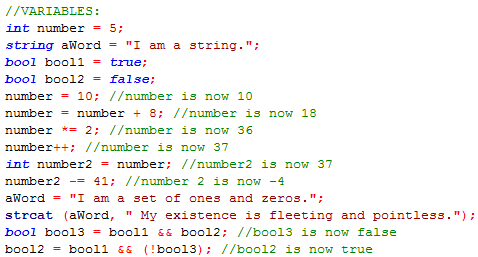 //VARIABLES:
int number = 5;
string aWord = "I am a string.";
bool bool1 = true;
bool bool2 = false;
number = 10; //number is now 10
number = number + 8; //number is now 18
number *= 2; //number is now 36
number++; //number is now 37
int number2 = number; //number2 is now 37
number2 -= 41; //number 2 is now -4
aWord = "I am a set of ones and zeros.";
strcat (aWord, " My existence is fleeting and pointless.");
bool bool3 = bool1 && bool2; //bool3 is now false
bool2 = bool1 && (!bool3); //bool2 is now true